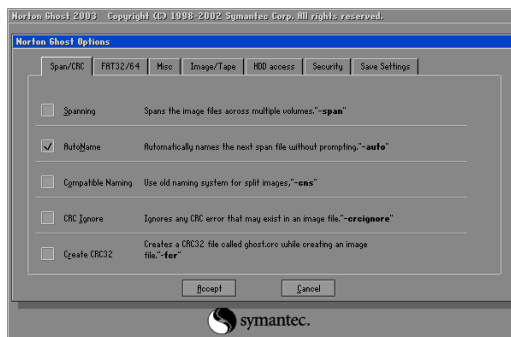 Norton Ghost 2003 Copyright (C) 1998-2002 Symantec Corp. All rights reserved.
Norton Ghost Options
Span/CRC FAT32/64 Misc Image/Tape HDD access Security Save Settings
Spanning Spans the image files across multiple volumes."-span"
AutoName Automatically names the next span file without prompting."-auto"
Compatible Naming Use old naming system for split images,"-cns"
CRC Ignore Ignores any CRC error that may exist in an image file."-crcignore"
Create CRC32 Creates a CRC32 file called ghost.crc while creating an image
file."-fcr"
Accept Cancel
symantec.